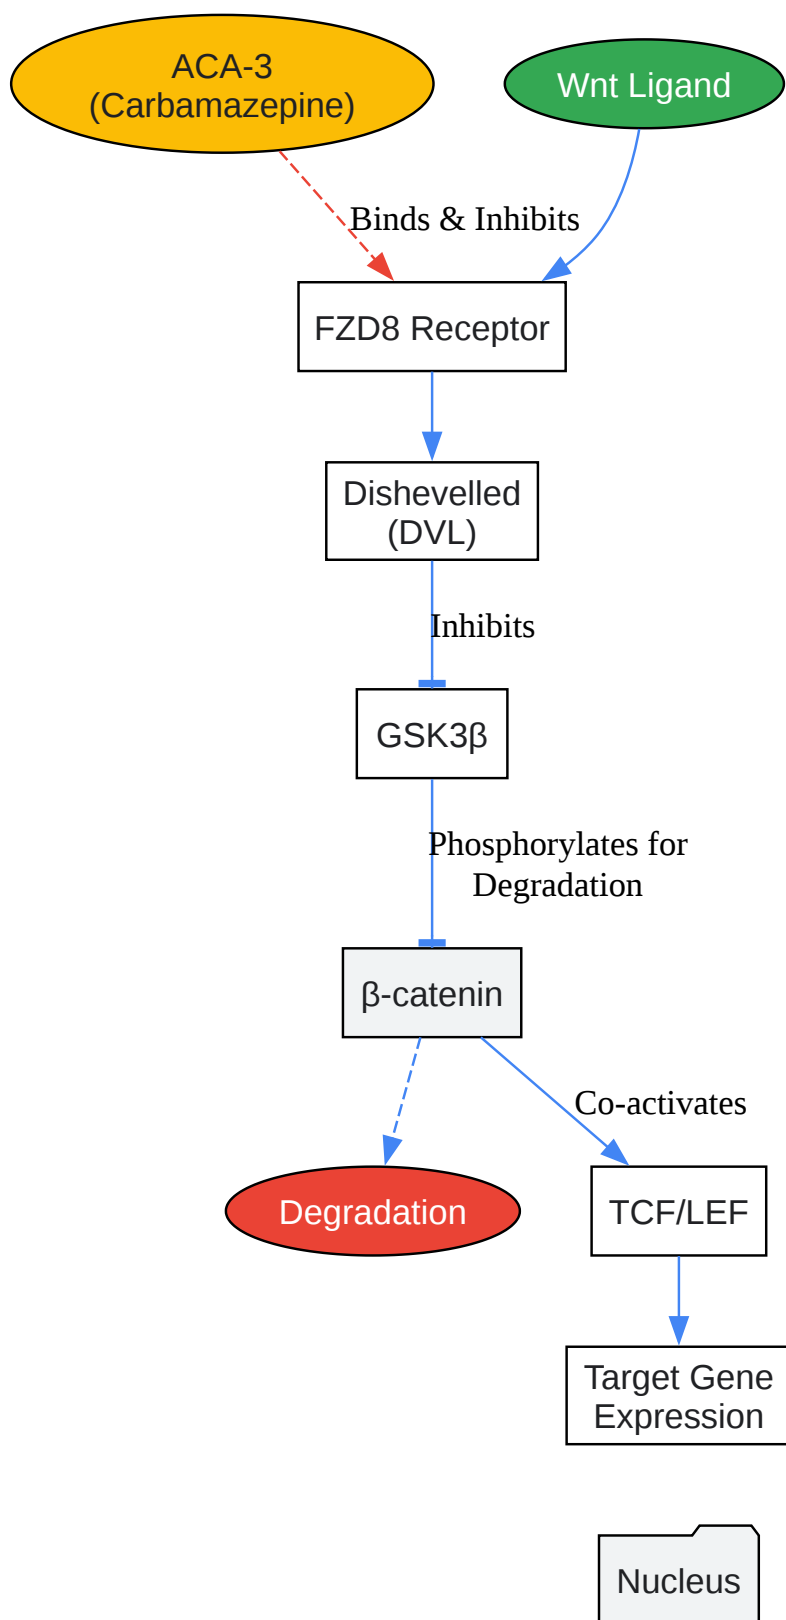 ACA-3
(Carbamazepine)
Wnt Ligand
Binds & Inhibits
FZD8 Receptor
Dishevelled
(DVL)
Inhibits
GSK3β
Phosphorylates for
Degradation
β-catenin
Co-activates
Degradation
TCF/LEF
Target Gene
Expression
Nucleus